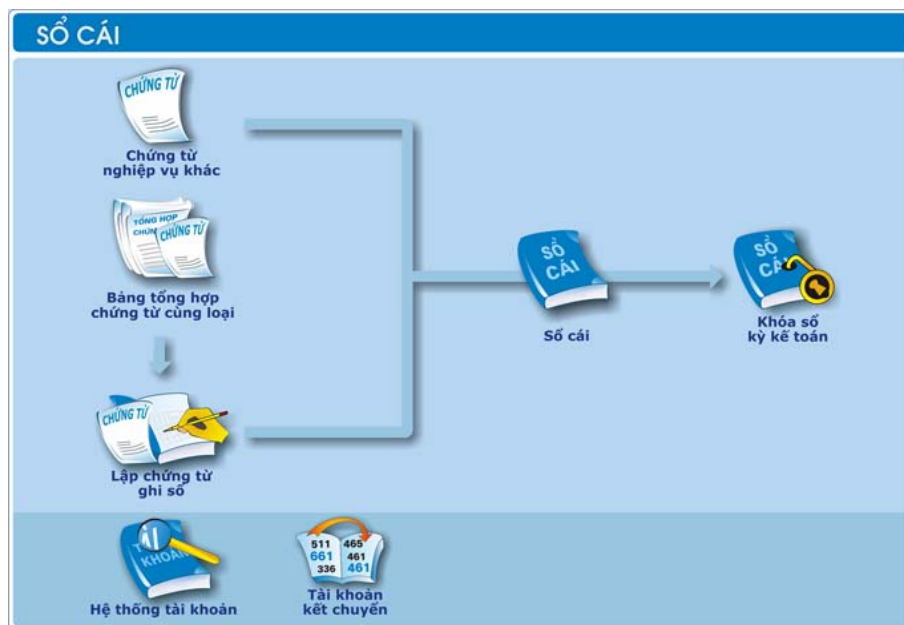 SỔ CÁI
CHỨNG TỪ
Chứng từ
nghiệp vụ khác
TỔNG HỢP
CHỨNG TỪ
Bảng tổng hợp
chứng từ cùng loại
CHỨNG TỪ
Lập chứng từ
ghi sổ
SỔ
CÁI
Sổ cái
SỔ
CÁI
Khóa sổ
kỳ kế toán
KHOẢN
Hệ thống tài khoản
511 465
661 461
336 461
Tài khoản
kết chuyển